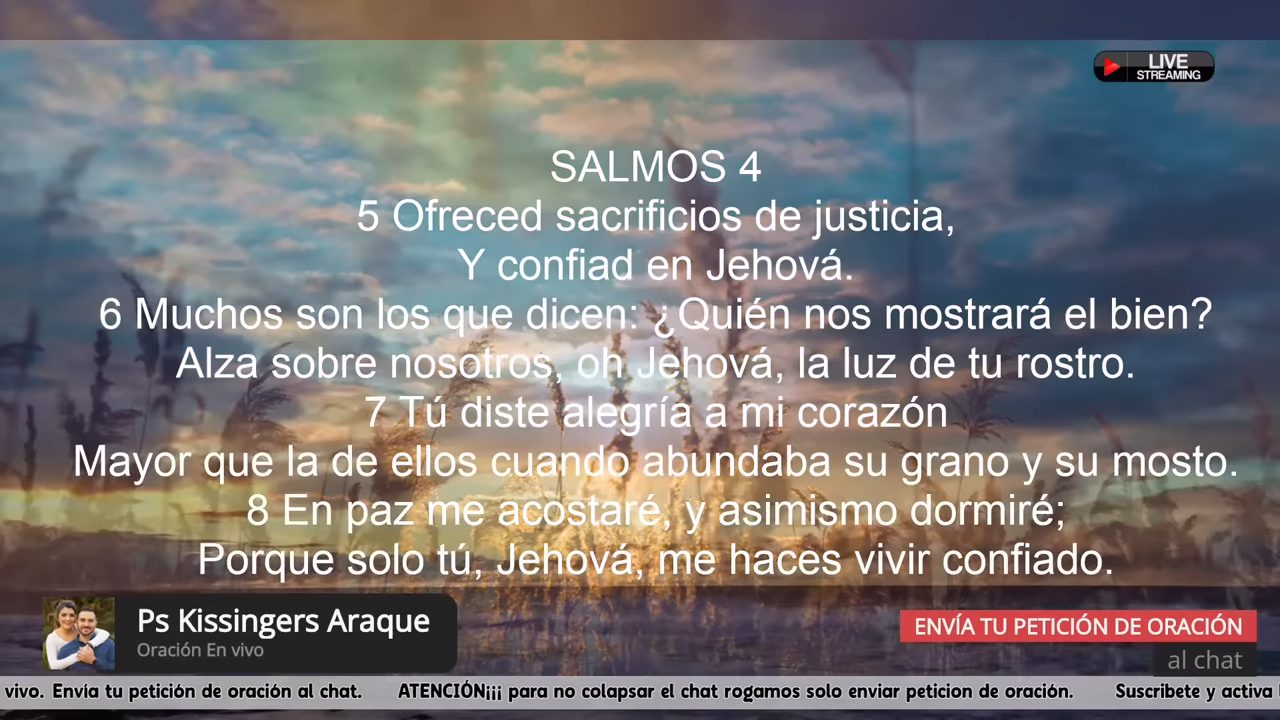 LIVE
STREAMING
SALMOS 4
5 Ofreced sacrificios de justicia,
Y confiad en Jehová.
6 Muchos son los que dicen: ¿Quién nos mostrará el bien?
Alza sobre nosotros, oh Jehová, la luz de tu rostro.
7 Tú diste alegría a mi corazón
Mayor que la de ellos cuando abundaba su grano y su mosto.
8 En paz me acostaré, y asimismo dormiré;
Porque solo tú, Jehová, me haces vivir confiado.
Ps Kissingers Araque
Oración En vivo
ENVÍA TU PETICIÓN DE ORACIÓN
al chat
vivo. Envía tu petición de oración al chat. ATENCIÓN¡¡¡ para no colapsar el chat rogamos solo enviar peticion de oración. Suscribete y activa